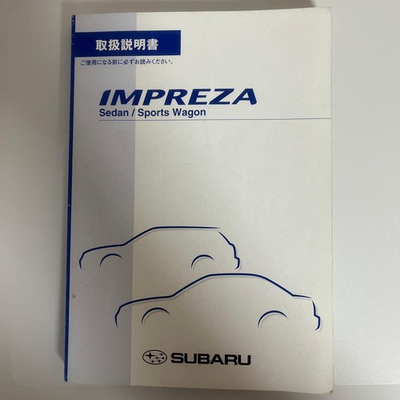 取扱説明書
ご使用になる前に必ずお読みください。
IMPREZA
Sedan / Sports Wagon
SUBARU